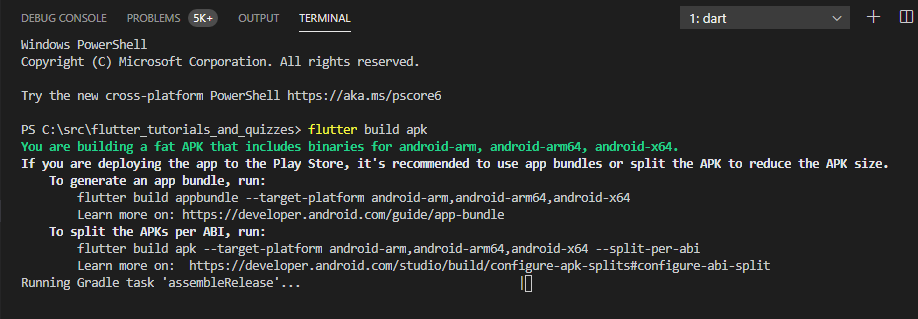 DEBUG CONSOLE PROBLEMS 5K+ OUTPUT TERMINAL 1: dart
Windows PowerShell
Copyright (C) Microsoft Corporation. All rights reserved.
Try the new cross-platform PowerShell https://aka.ms/pscore6
PS C:\src\flutter_tutorials_and_quizzes> flutter build apk
You are building a fat APK that includes binaries for android-arm, android-arm64, android-x64.
If you are deploying the app to the Play Store, it's recommended to use app bundles or split the APK to reduce the APK size.
To generate an app bundle, run:
flutter build appbundle --target-platform android-arm,android-arm64,android-x64
Learn more on: https://developer.android.com/guide/app-bundle
To split the APKs per ABI, run:
flutter build apk --target-platform android-arm,android-arm64,android-x64 --split-per-abi
Learn more on:  https://developer.android.com/studio/build/configure-apk-splits#configure-abi-split
Running Gradle task 'assembleRelease'... |